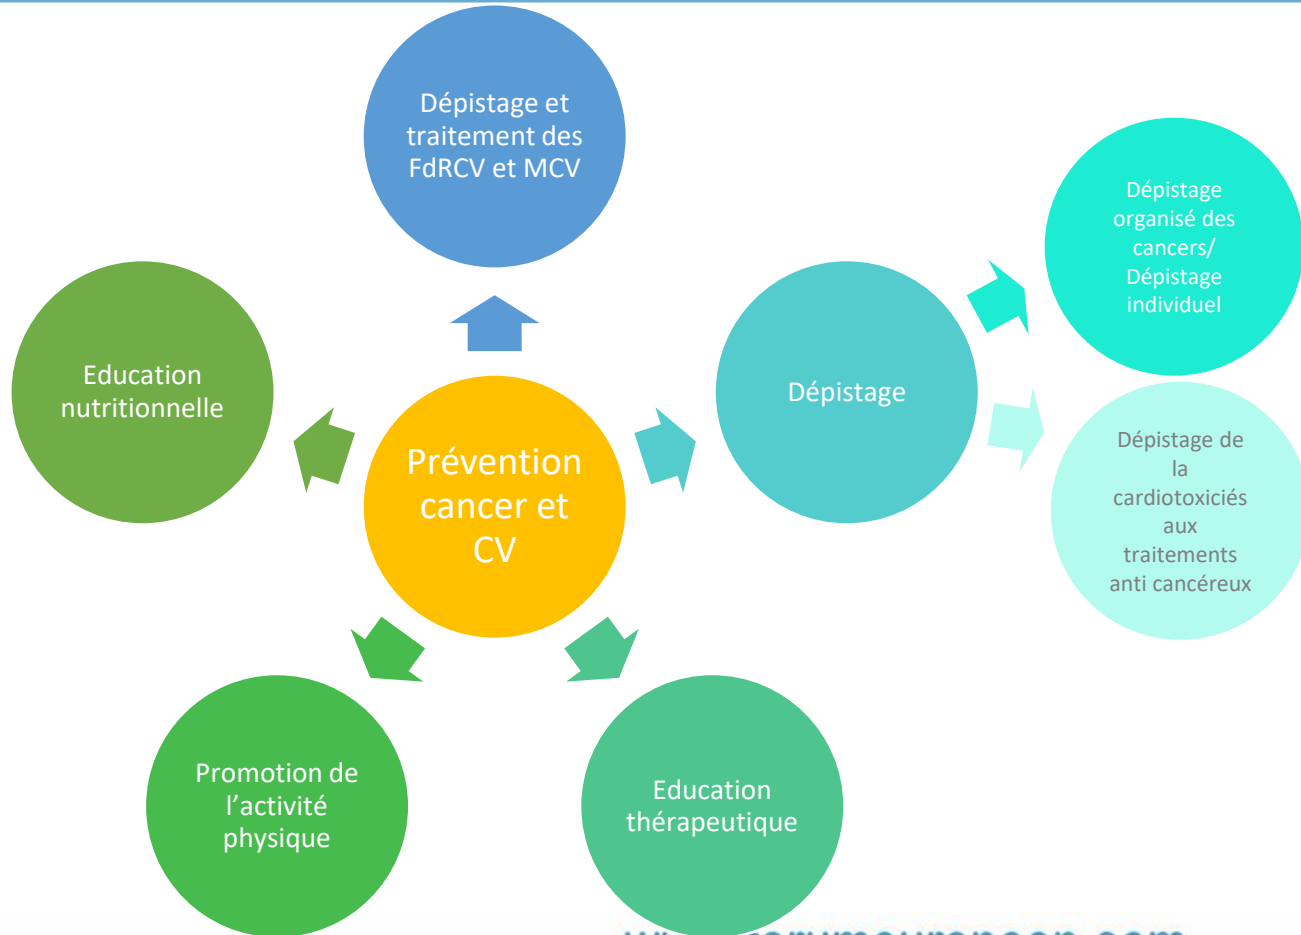 Dépistage et
traitement des
FdRCV et MCV
Dépistage
organisé des
cancers/
Dépistage
individuel
Education
nutritionnelle
Dépistage
Prévention
cancer et
CV
Dépistage de
la
cardiotoxiciés
aux
traitements
anti cancéreux
Promotion de
l’activité
physique
Education
thérapeutique